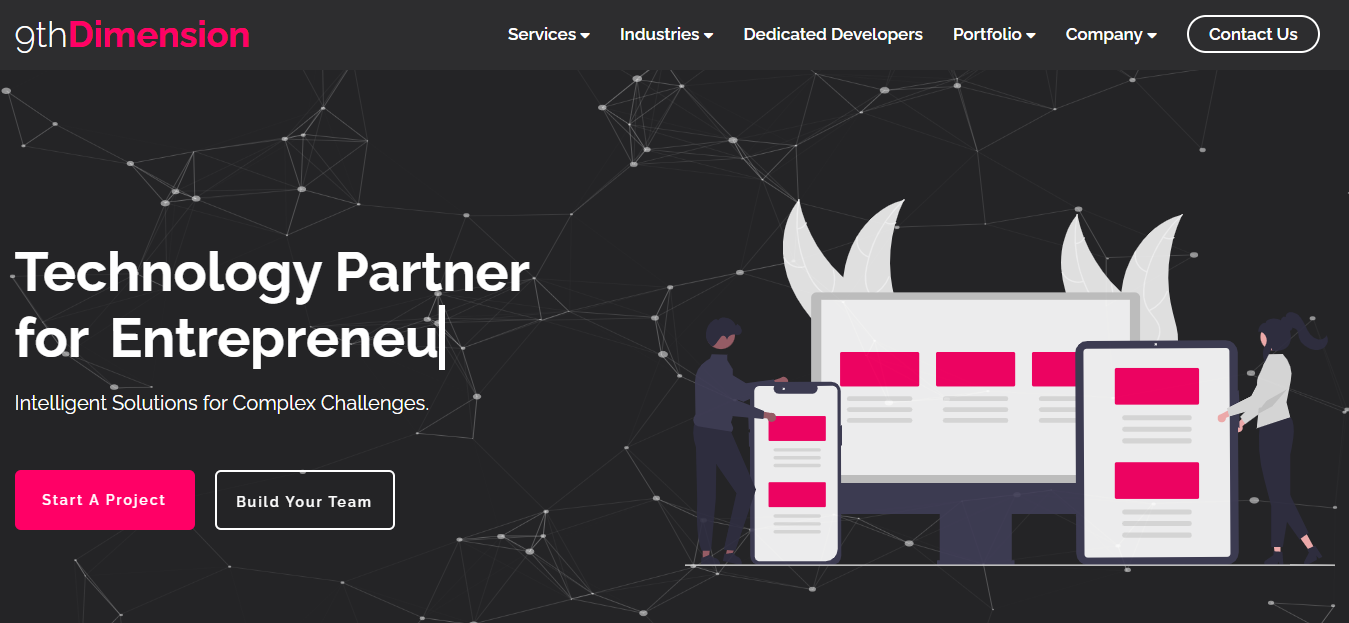 9thDimension
Services
Industries
Dedicated Developers
Portfolio
Company
Contact Us
Technology Partner
for Entrepreneu
Intelligent Solutions for Complex Challenges.
Start A Project
Build Your Team